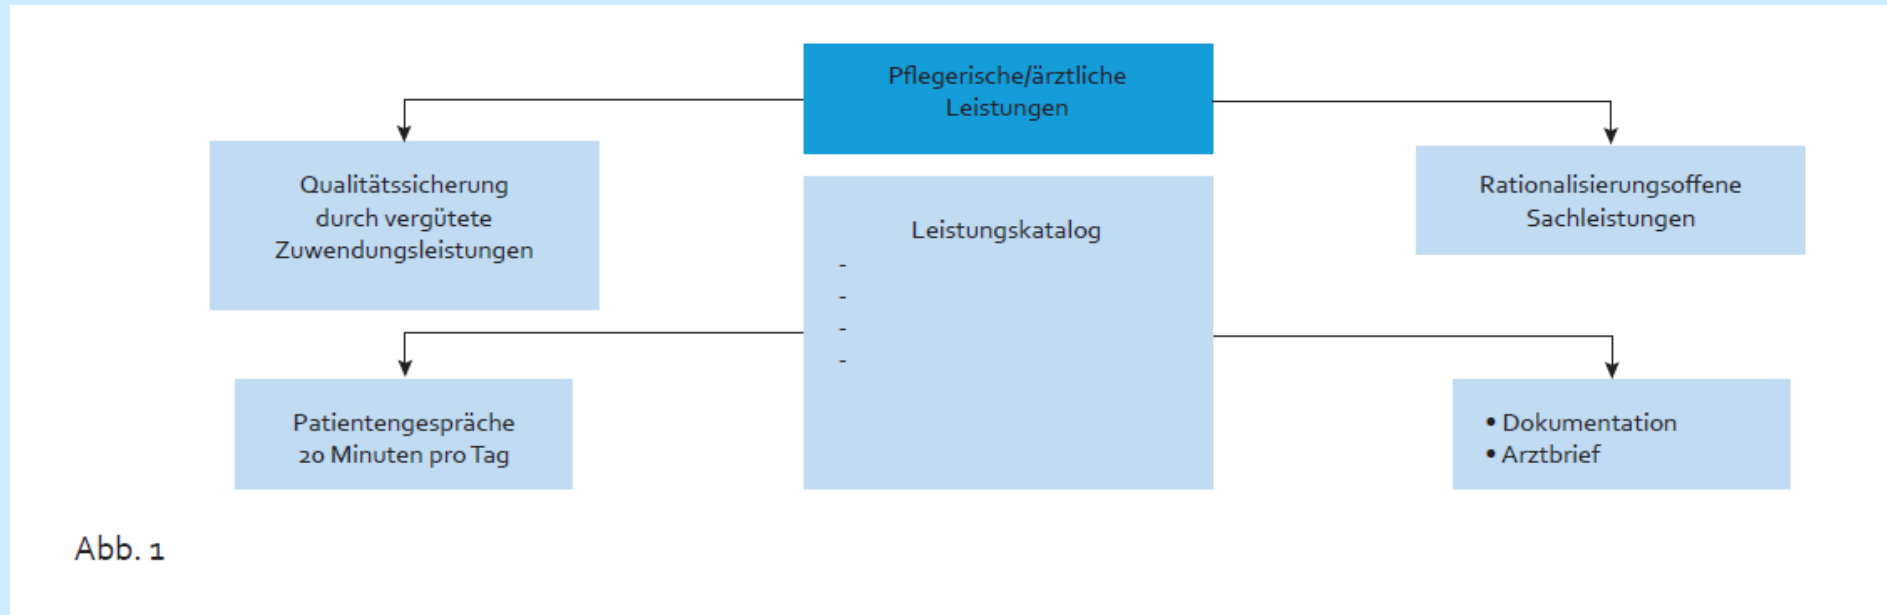 Pflegerische/ärztliche
Leistungen
Qualitätssicherung
durch vergütete
Zuwendungsleistungen
Rationalisierungsoffene
Sachleistungen
Leistungskatalog
-
-
-
-
Patientengespräche
20 Minuten pro Tag
• Dokumentation
• Arztbrief
Abb. 1